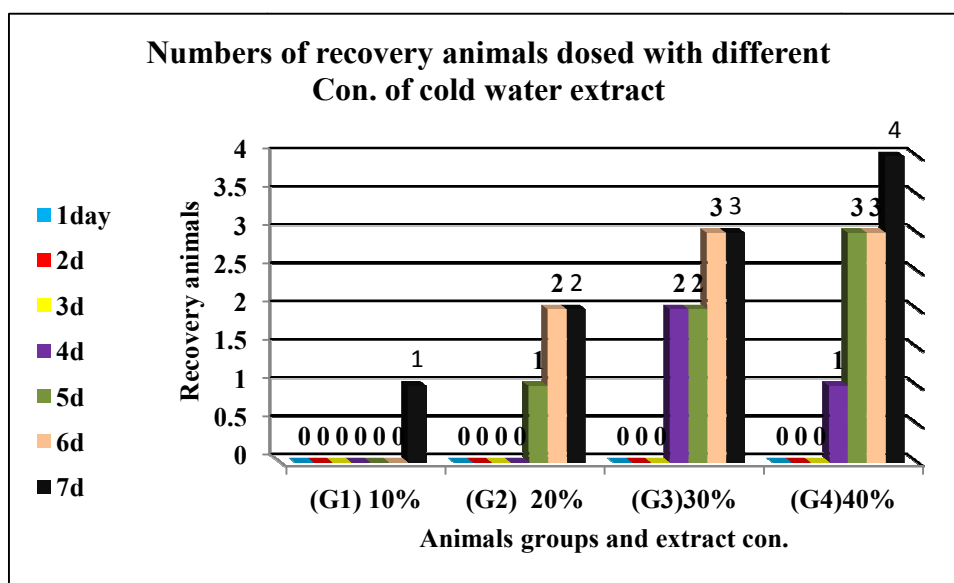 Numbers of recovery animals dosed with different
Con. of cold water extract
Recovery animals
4
3.5
3
2.5
2
1.5
1
0.5
0
1day
2d
3d
4d
5d
6d
7d
0 0 0 0 0 0 1
0 0 0 0 1 2 2
0 0 0 2 2 3 3
0 0 0 1 3 3 4
(G1) 10% (G2) 20% (G3)30% (G4)40%
Animals groups and extract con.